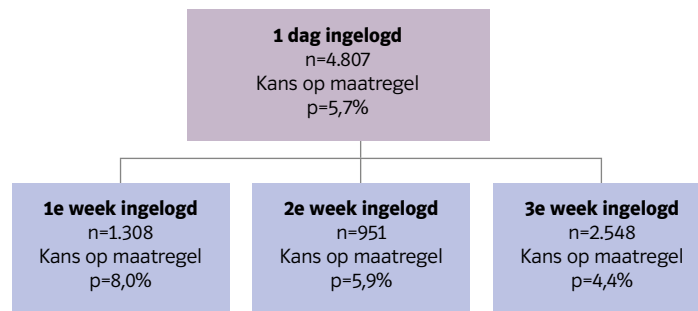 1 dag ingelogd
n=4.807
Kans op maatregel
p=5,7%
1e week ingelogd
n=1.308
Kans op maatregel
p=8,0%
2e week ingelogd
n=951
Kans op maatregel
p=5,9%
3e week ingelogd
n=2.548
Kans op maatregel
p=4,4%